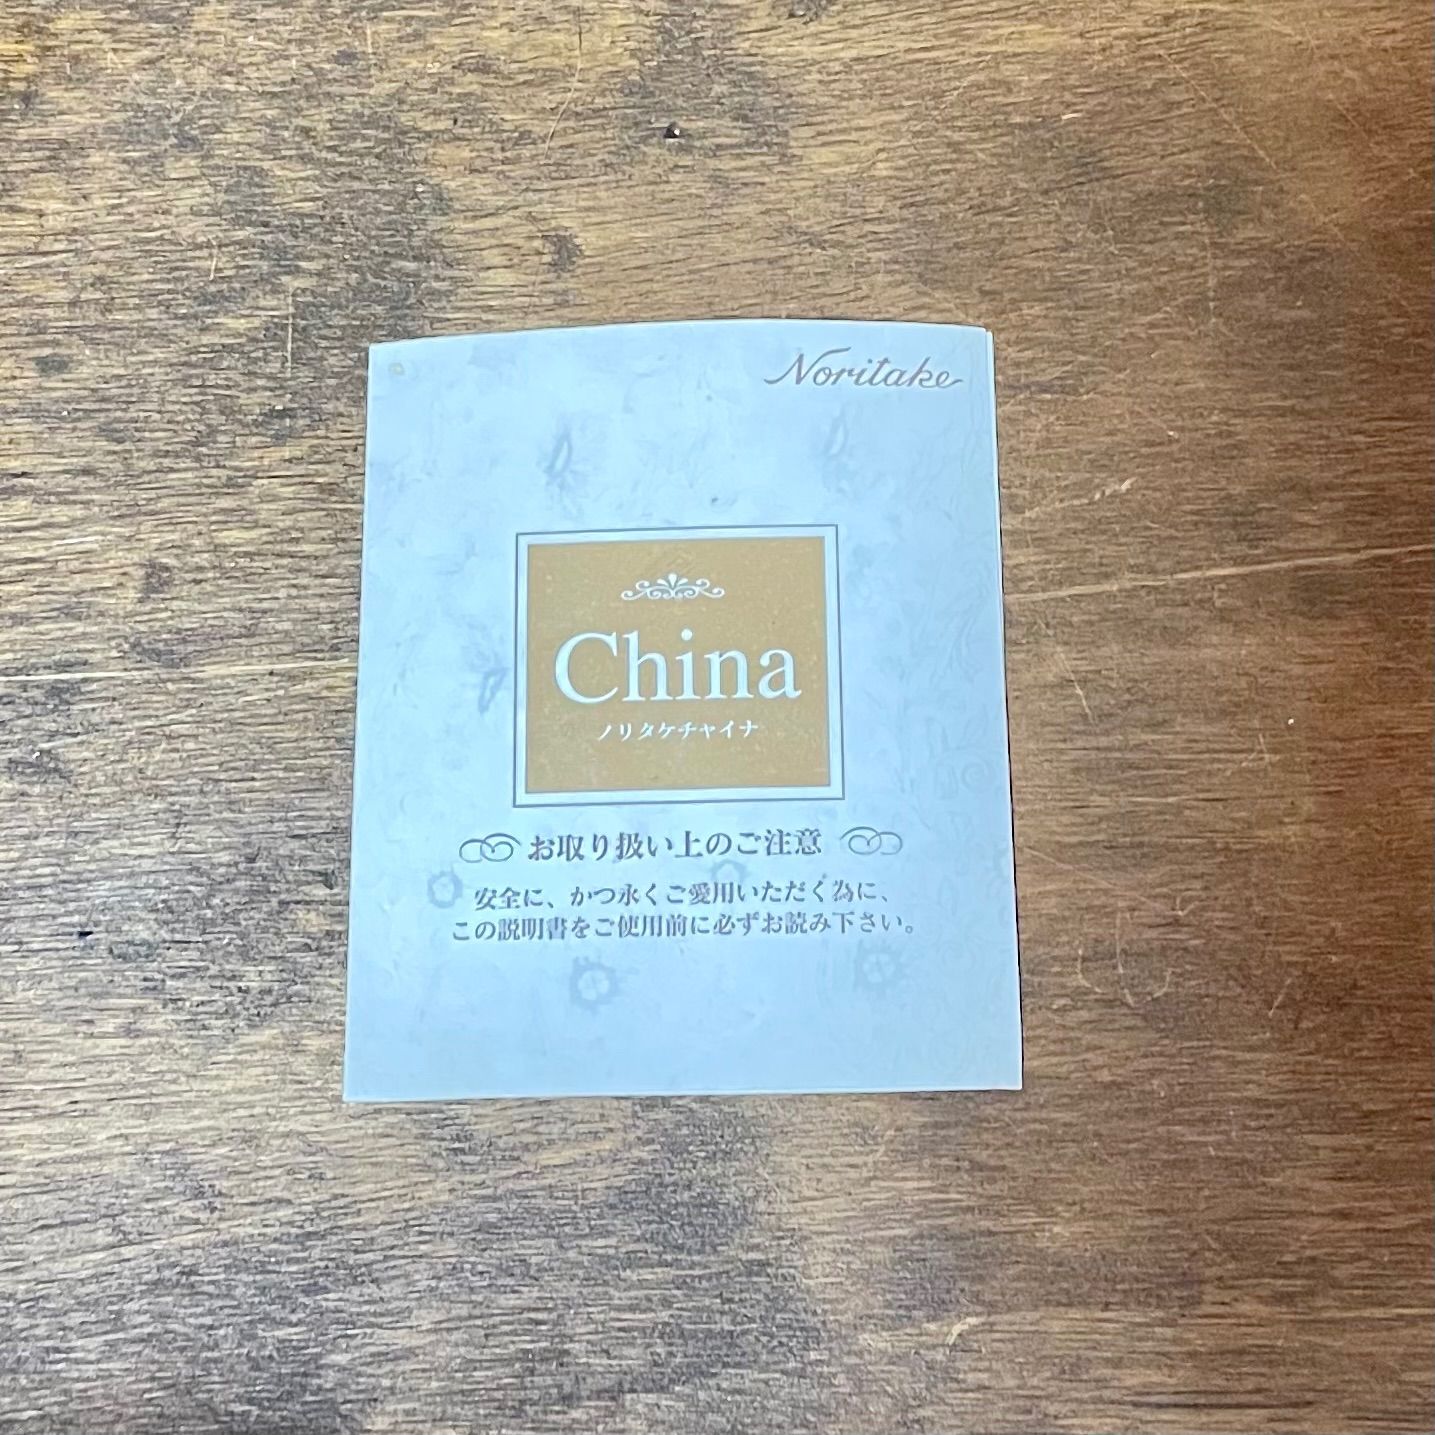 Noritake
China
ノリタケチャイナ
お取り扱い上のご注意
安全に、かつ永くご愛用いただく為に、
この説明書をご使用前に必ずお読み下さい。